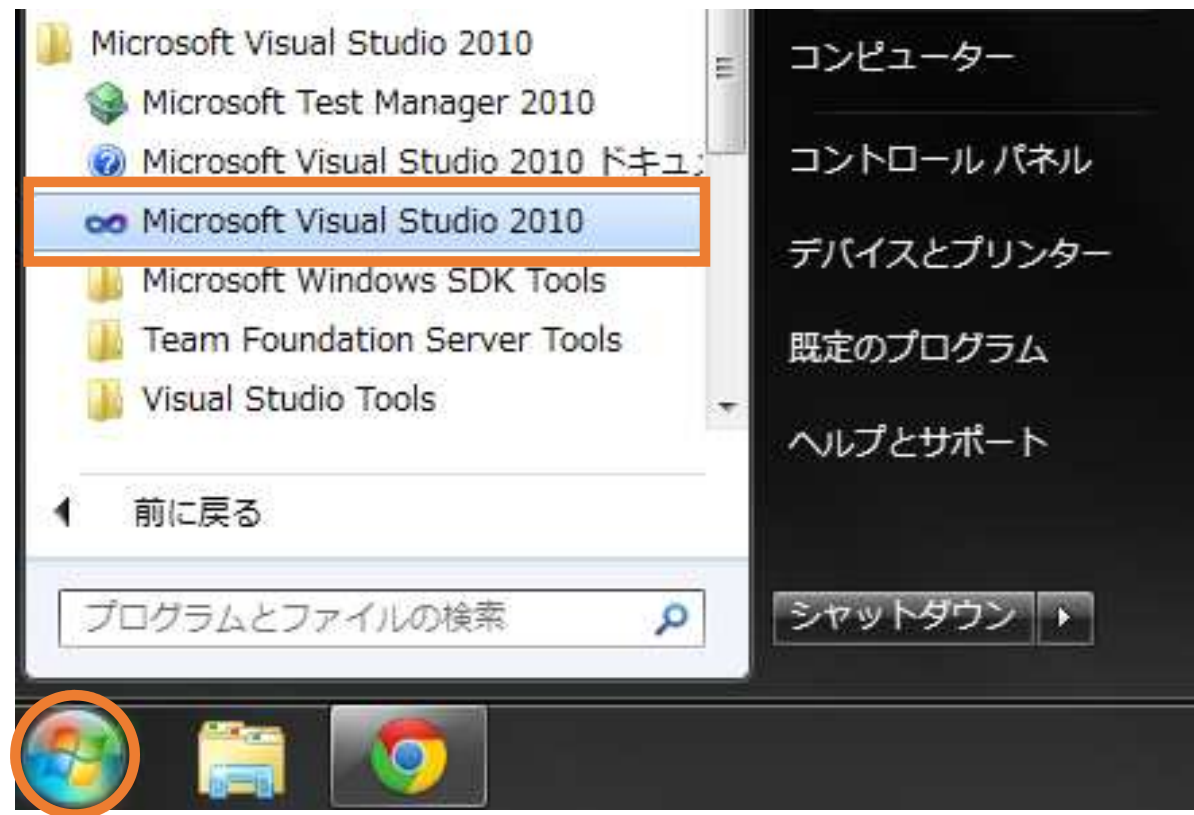 Microsoft Visual Studio 2010
Microsoft Test Manager 2010
Microsoft Visual Studio 2010 ドキュ
Microsoft Visual Studio 2010
Microsoft Windows SDK Tools
Team Foundation Server Tools
Visual Studio Tools
前に戻る
プログラムとファイルの検索
コンピューター
コントロール パネル
デバイスとプリンター
既定のプログラム
ヘルプとサポート
シャットダウン